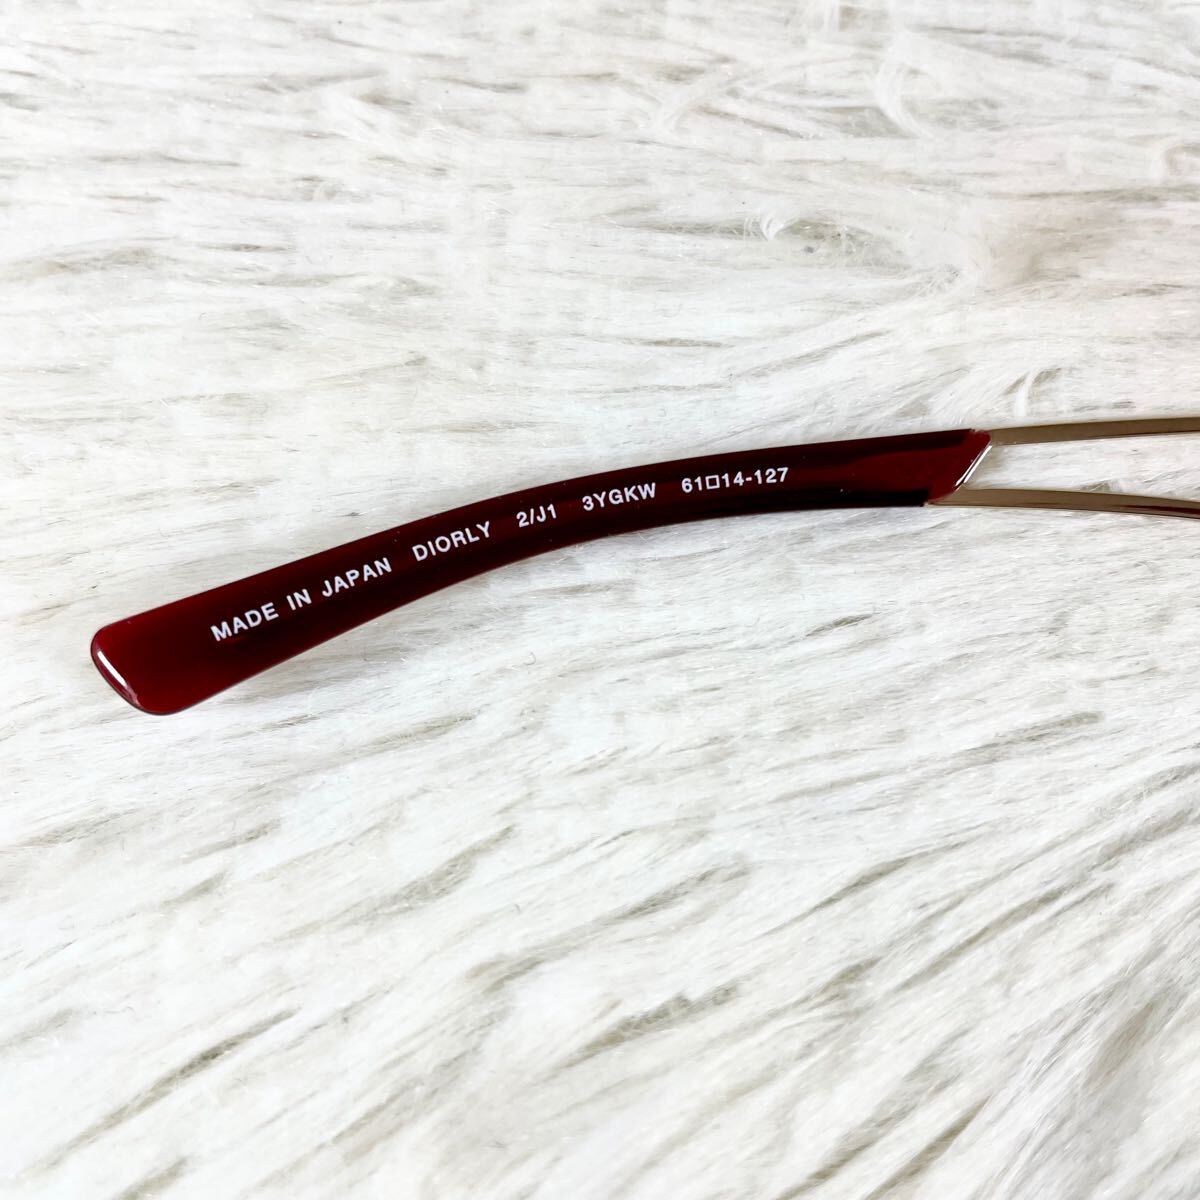 MADE IN JAPAN DIORLY 2/J1 3YGKW 61□14-127